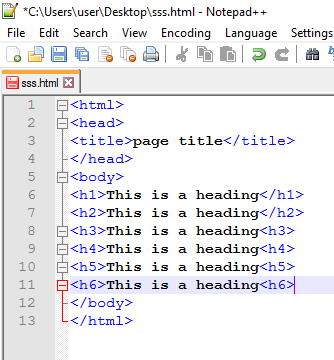 *C:\Users\user\Desktop\sss.html - Notepad++
File Edit Search View Encoding Language Settings
sss.html
1 <html>
2 <head>
3 <title>page title</title>
4 </head>
5 <body>
6 <h1>This is a heading</h1>
7 <h2>This is a heading</h2>
8 <h3>This is a heading<h3>
9 <h4>This is a heading<h4>
10 <h5>This is a heading<h5>
11 <h6>This is a heading<h6>
12 </body>
13 </html>